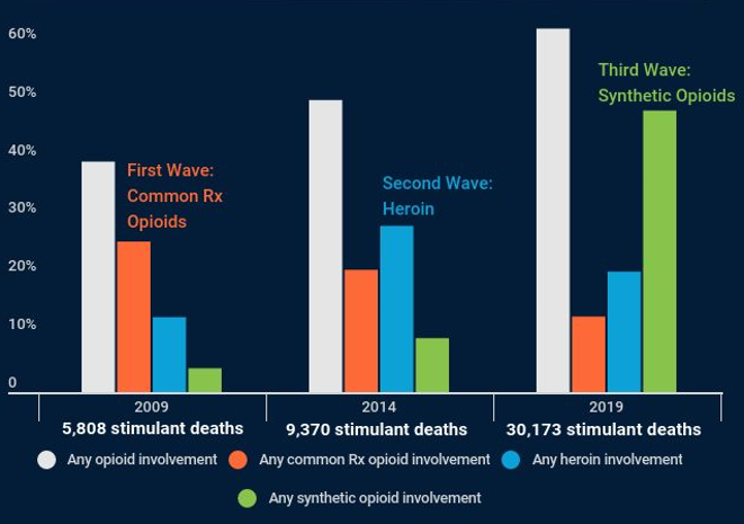 60%
50%
40%
30%
20%
10%
0
First Wave:
Common Rx
Opioids
Second Wave:
Heroin
Third Wave:
Synthetic Opioids
2009
5,808 stimulant deaths
2014
9,370 stimulant deaths
2019
30,173 stimulant deaths
Any opioid involvement
Any common Rx opioid involvement
Any heroin involvement
Any synthetic opioid involvement